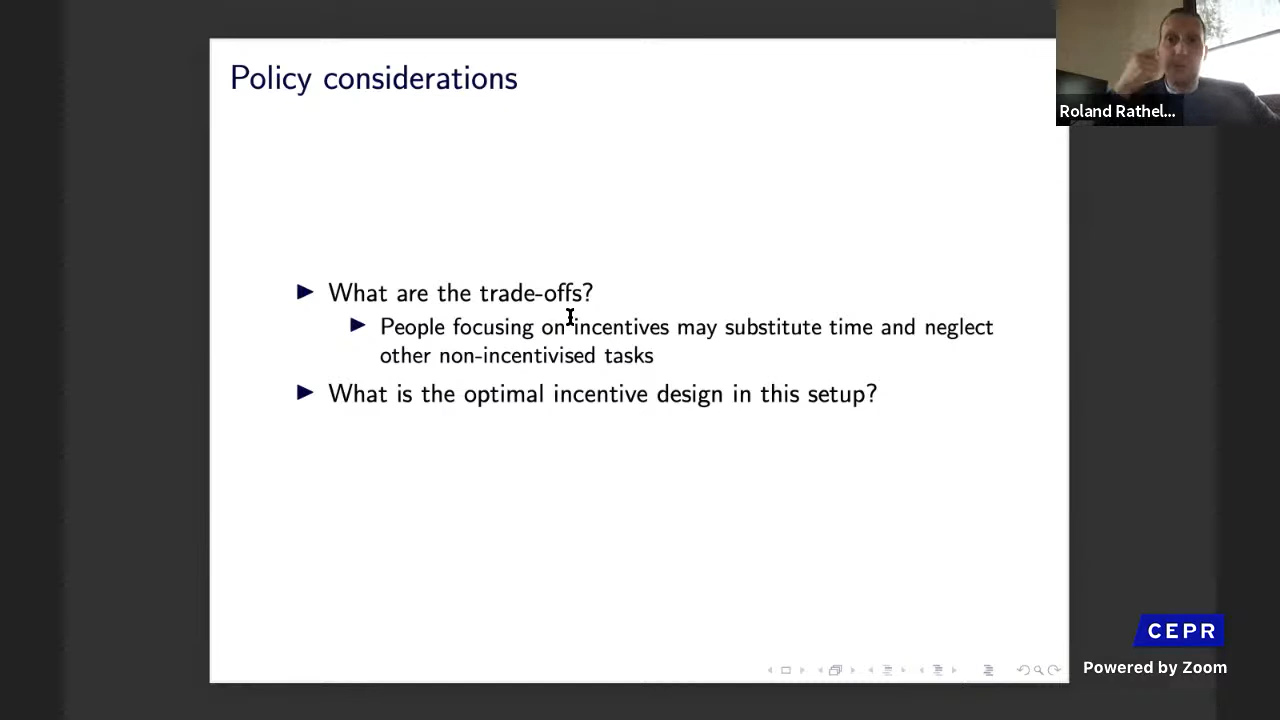 Policy considerations
Roland Rathel...
What are the trade-offs?
People focusing on incentives may substitute time and neglect
other non-incentivised tasks
What is the optimal incentive design in this setup?
CEPR
Powered by Zoom